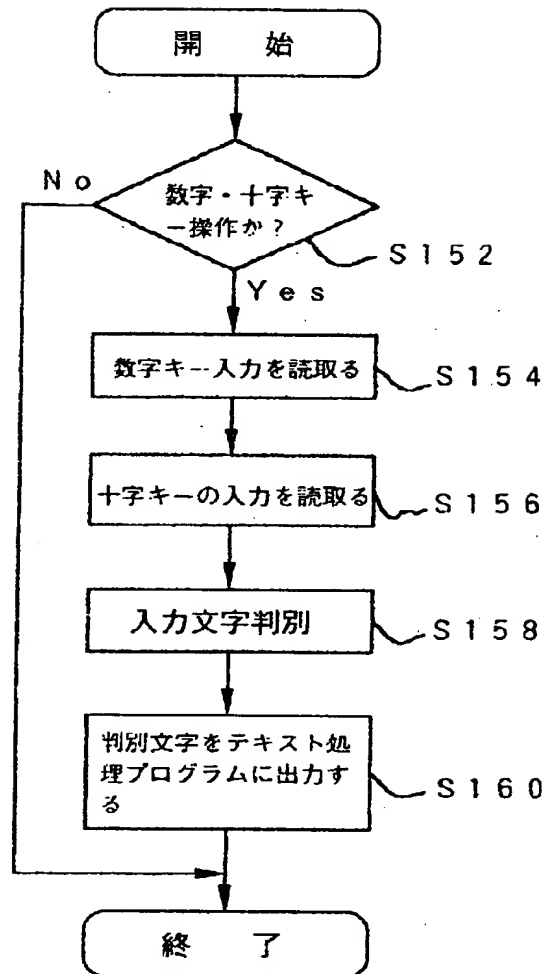 開 始
No
数字・十字キ
ー操作か？
S152
Yes
数字キー入力を読取る
S154
十字キーの入力を読取る
S156
入力文字判別
S158
判別文字をテキスト処
理プログラムに出力す
る
S160
終 了